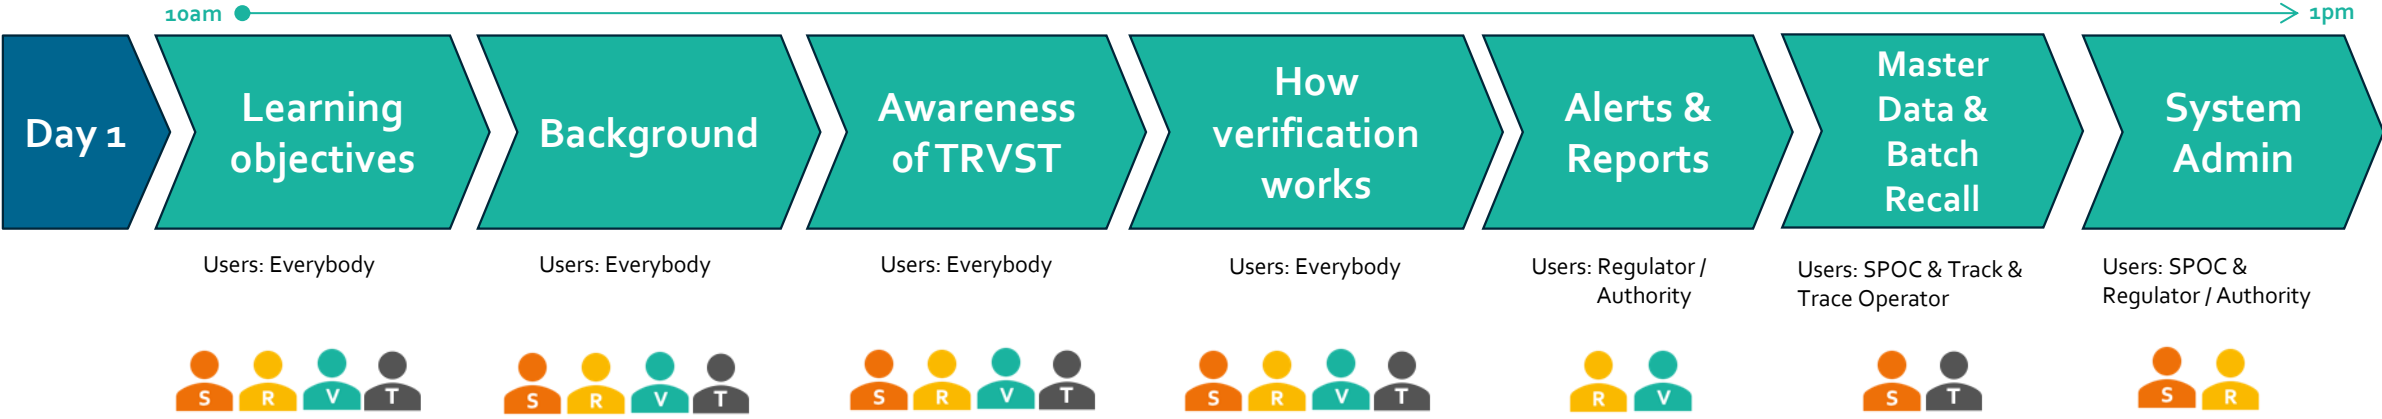 10am
1pm
Day 1
Learning
objectives
Background
Awareness
of TRVST
How
verification
works
Alerts &
Reports
Master
Data &
Batch
Recall
System
Admin
Users: Everybody
Users: Everybody
Users: Everybody
Users: Everybody
Users: Regulator /
Authority
Users: SPOC & Track &
Trace Operator
Users: SPOC &
Regulator / Authority
S R V T
S R V T
S R V T
S R V T
R V
S T
S R